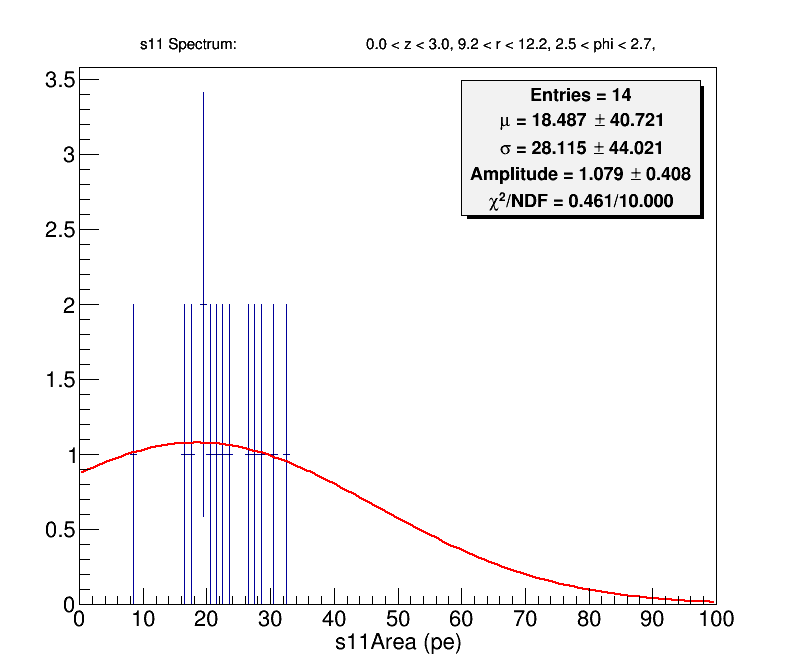 s11 Spectrum: 0.0 < z < 3.0, 9.2 < r < 12.2, 2.5 < phi < 2.7,
Entries = 14
μ = 18.487 ± 40.721
σ = 28.115 ± 44.021
Amplitude = 1.079 ± 0.408
χ²/NDF = 0.461/10.000
3.5
3
2.5
2
1.5
1
0.5
0
0 10 20 30 40 50 60 70 80 90 100
s11Area (pe)